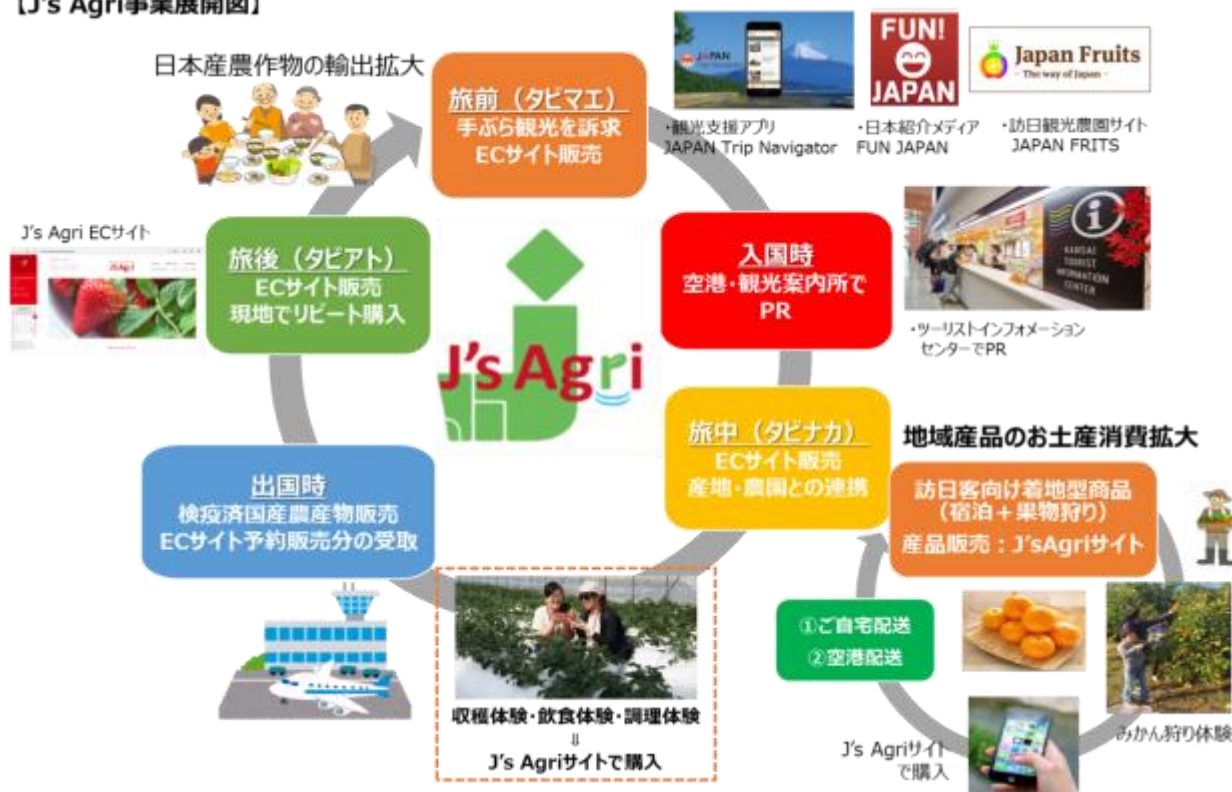 【J's Agri事業展開図】
日本産農作物の輸出拡大
旅前（タビマエ）
手ぶら観光を訴求
ECサイト販売
JAPAN
FUN!
JAPAN
Japan Fruits
- The way of Japan -
・観光支援アプリ
JAPAN Trip Navigator
・日本紹介メディア
FUN JAPAN
・訪日観光農園サイト
JAPAN FRITS
J's Agri ECサイト
J'sAgri
旅後（タビアト）
ECサイト販売
現地でリピート購入
J's Agri
入国時
空港・観光案内所で
PR
i
KANSAI
TOURIST
INFORMATION
CENTER
・ツーリストインフォメーション
センターでPR
旅中（タビナカ）
ECサイト販売
産地・農園との連携
地域産品のお土産消費拡大
訪日客向け着地型商品
（宿泊＋果物狩り）
産品販売：J'sAgriサイト
出国時
検疫済国産農産物販売
ECサイト予約販売分の受取
①ご自宅配送
②空港配送
収穫体験・飲食体験・調理体験
⇓
J's Agriサイトで購入
みかん狩り体験
J's Agriサイト
で購入